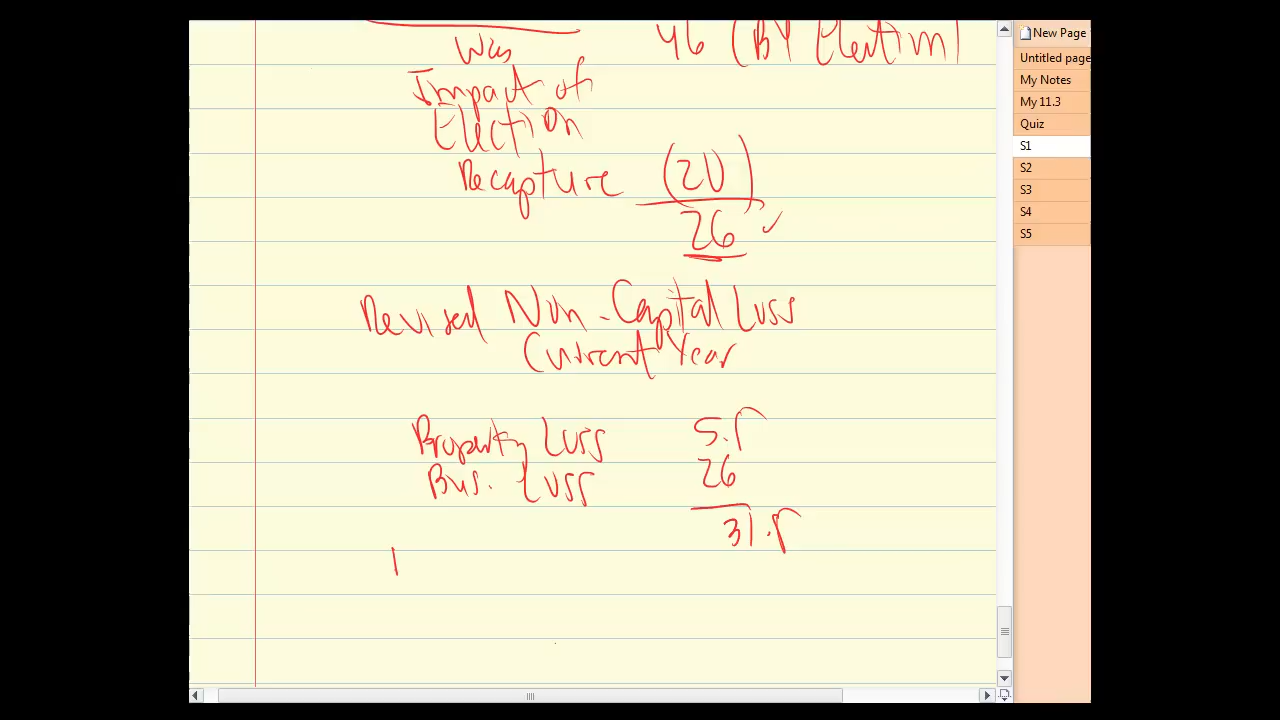 Was 46 (By Election)
Impact of
Election
Recapture (20)
26 ✓
Revised Non-Capital Loss
Current Year
Property Loss 5.5
Bus. Loss 26
31.5
New Page
Untitled page
My Notes
My 11.3
Quiz
S1
S2
S3
S4
S5